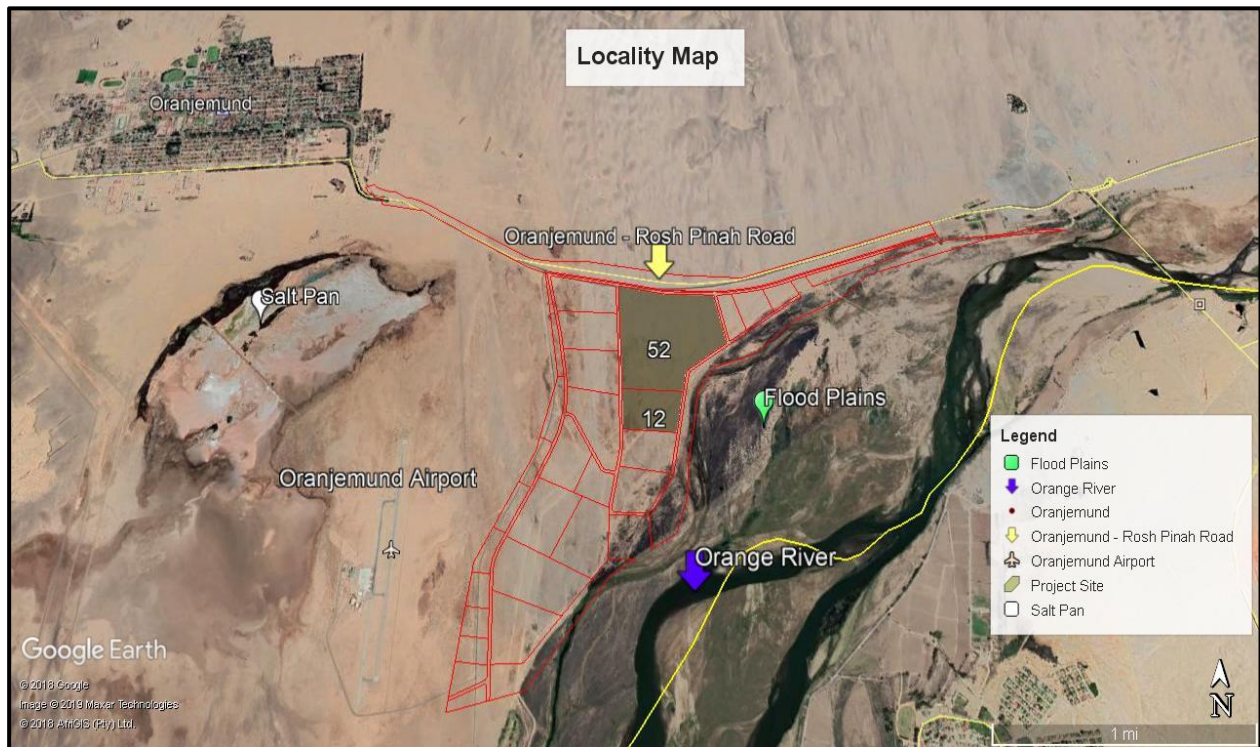 Locality Map
Oranjemund
Oranjemund - Rosh Pinah Road
Salt Pan
52
Flood Plains
12
Oranjemund Airport
Orange River
Legend
Flood Plains
Orange River
Oranjemund
Oranjemund - Rosh Pinah Road
Oranjemund Airport
Project Site
Salt Pan
Google Earth
© 2018 Google
Image © 2019 Maxar Technologies
© 2018 AfriGIS (Pty) Ltd.
N
1 mi